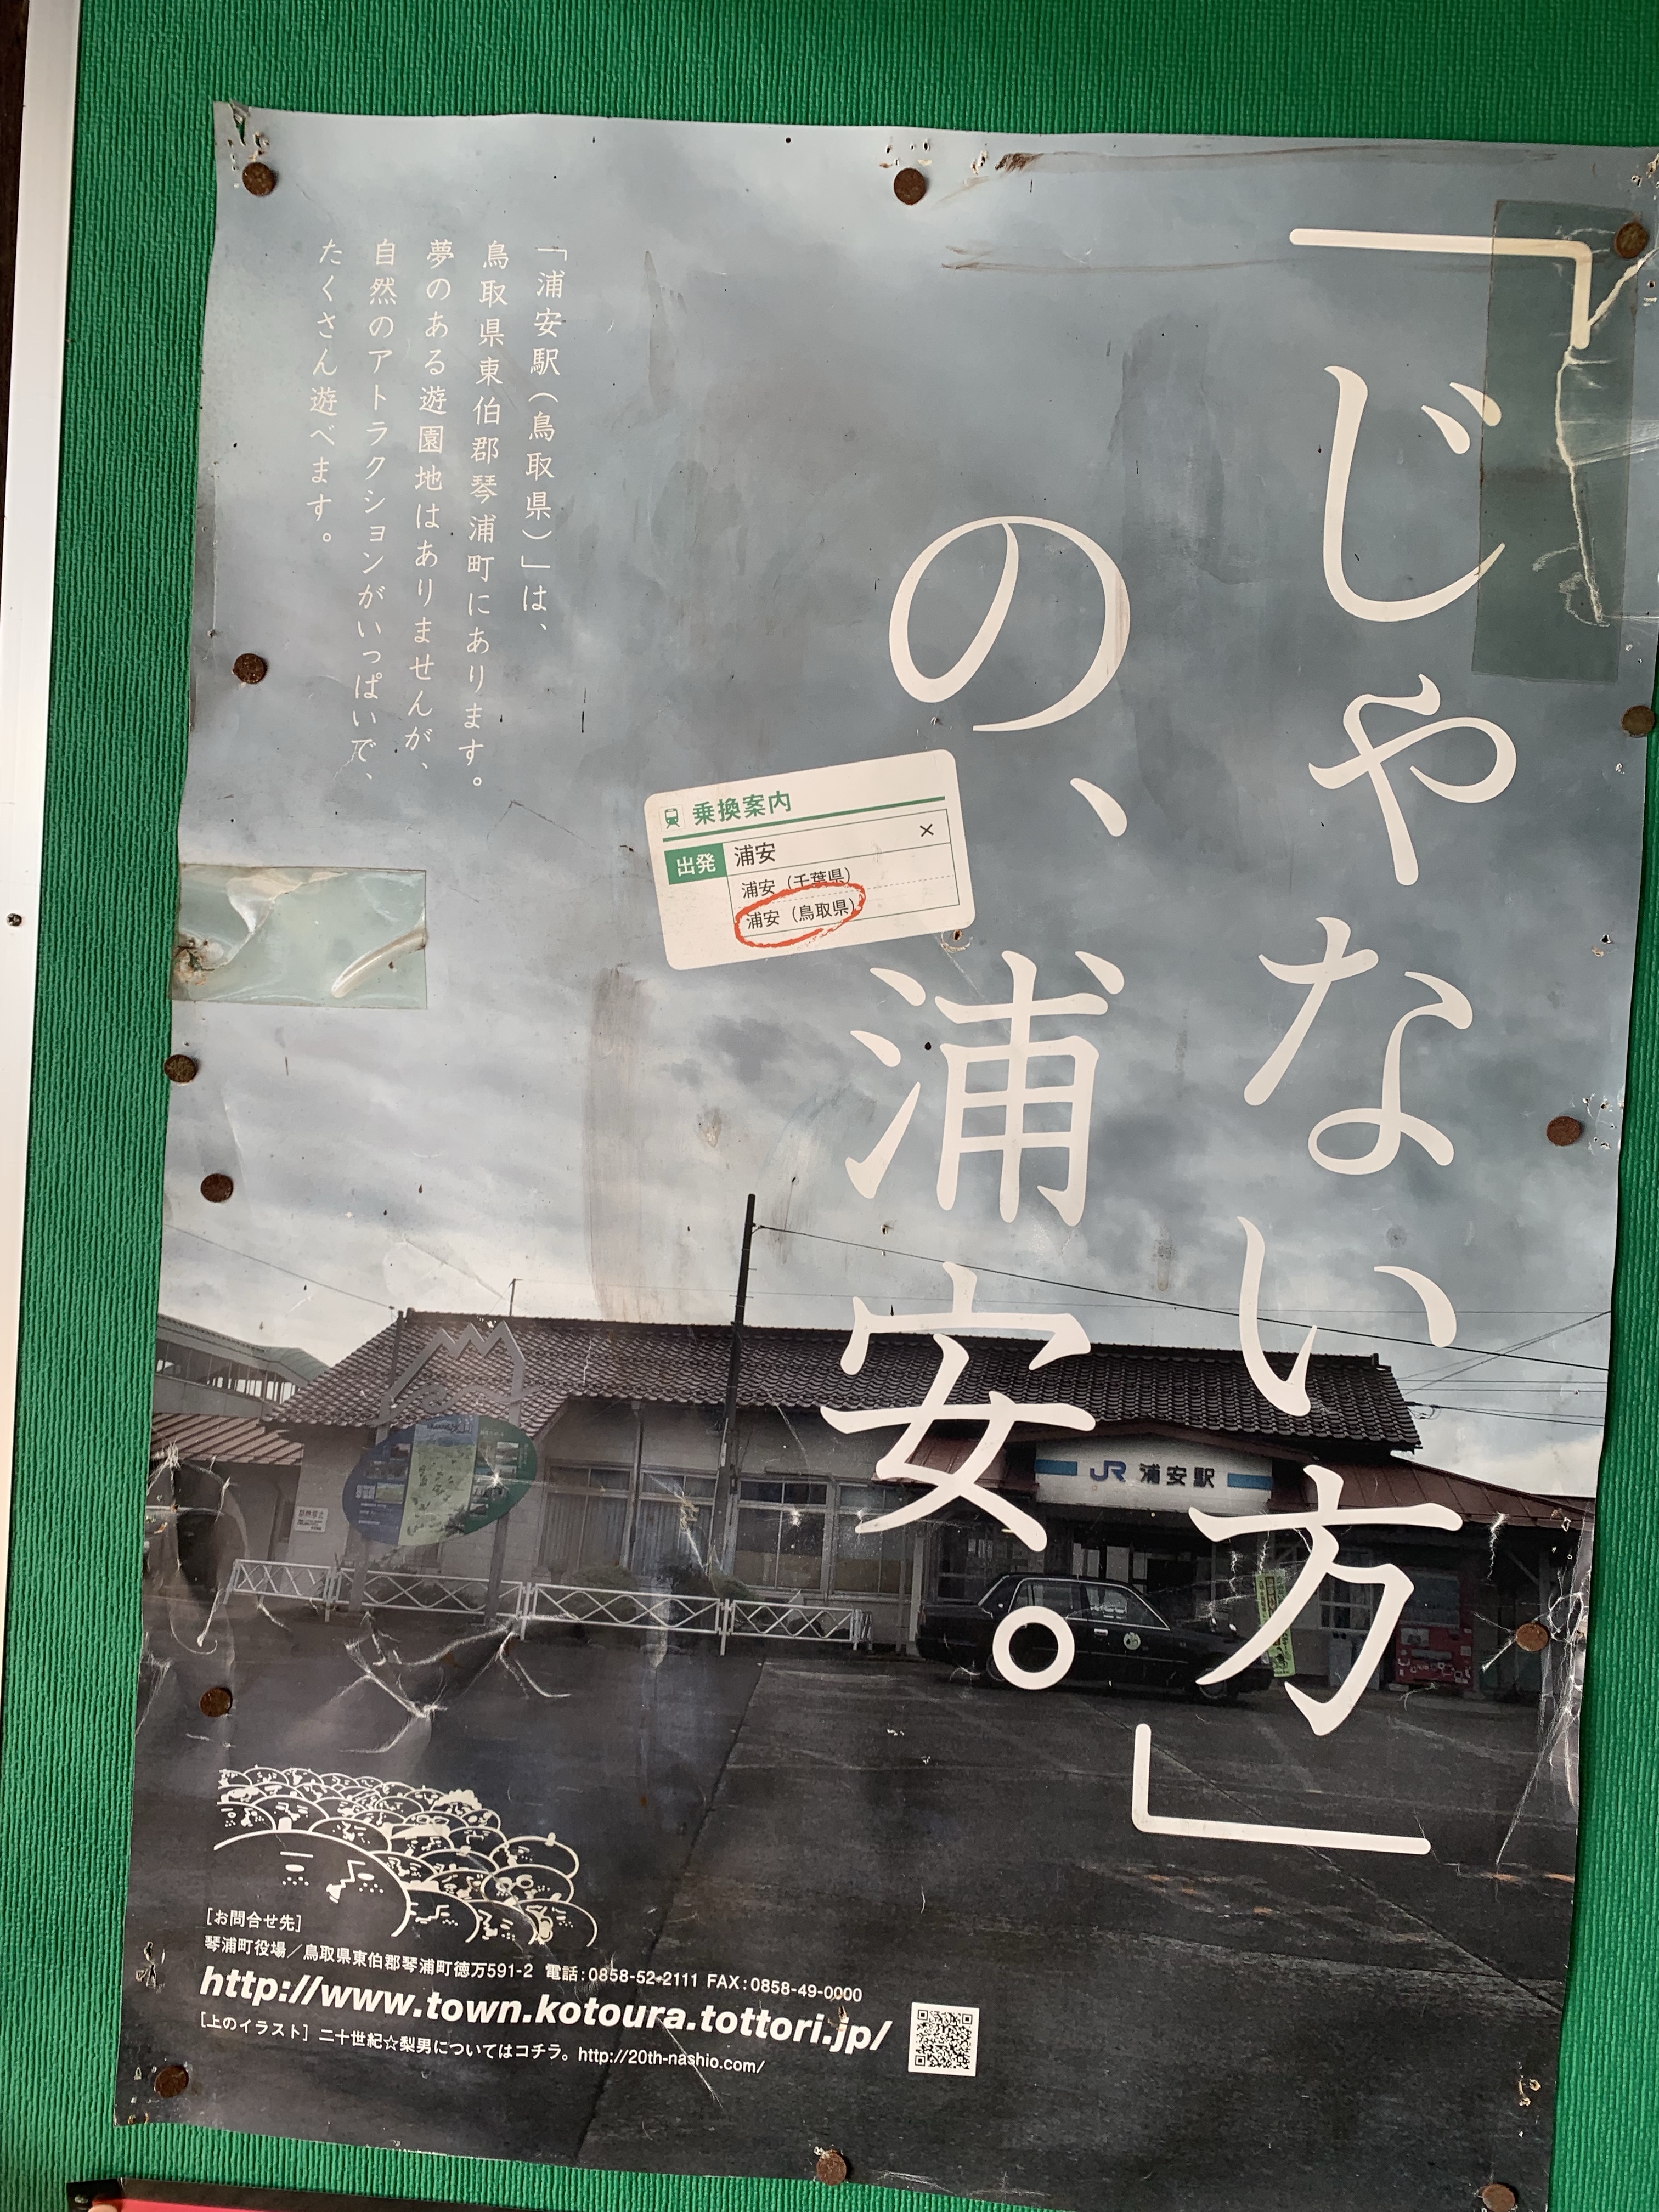 「じゃない方」
の、浦安。
「浦安駅（鳥取県）」は、
鳥取県東伯郡琴浦町にあります。
夢のある遊園地はありませんが、
自然のアトラクションがいっぱいで、
たくさん遊べます。
乗換案内
出発
浦安
×
浦安（千葉県）
浦安（鳥取県）
JR 浦安駅
［お問合せ先］
琴浦町役場／鳥取県東伯郡琴浦町徳万591-2 電話：0858-52-2111 FAX：0858-49-0000
http://www.town.kotoura.tottori.jp/
［上のイラスト］二十世紀☆梨男についてはコチラ。http://20th-nashio.com/